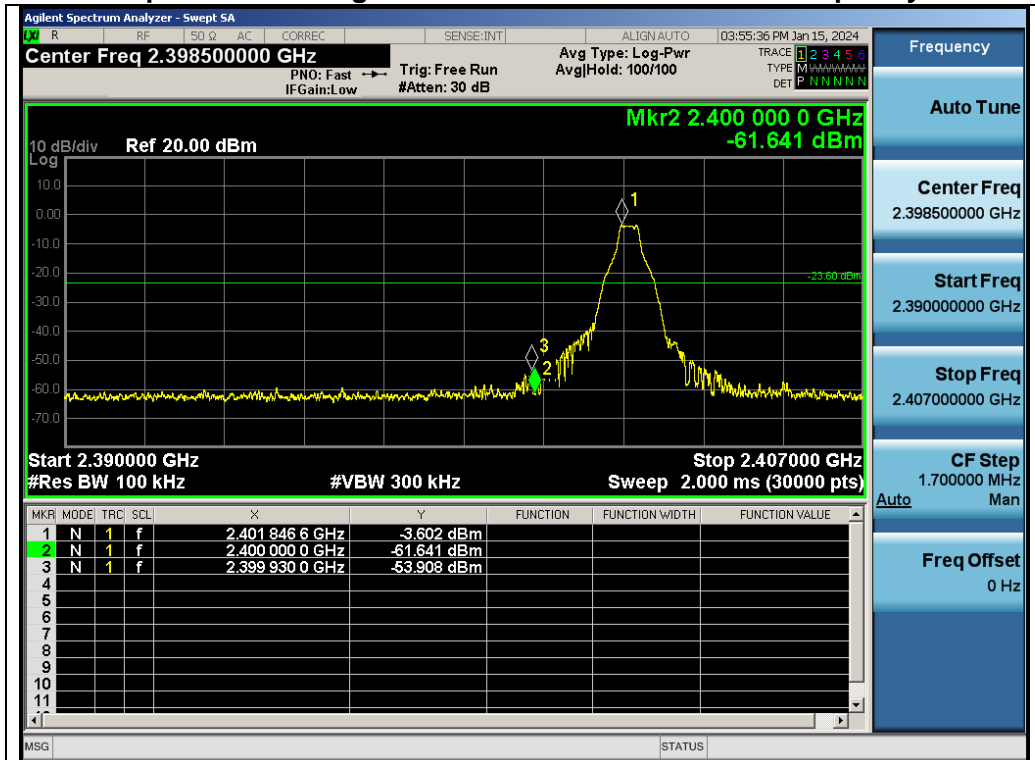 Agilent Spectrum Analyzer - Swept SA
LXI R RF 50 Ω AC CORREC SENSE:INT ALIGN AUTO 03:55:36 PM Jan 15, 2024
Center Freq 2.398500000 GHz
PNO: Fast
IFGain:Low
Trig: Free Run
#Atten: 30 dB
Avg Type: Log-Pwr
Avg|Hold: 100/100
TRACE 1 2 3 4 5 6
TYPE M WWWWW
DET P N N N N N
Mkr2 2.400 000 0 GHz
-61.641 dBm
10 dB/div Ref 20.00 dBm
Log
10.0
0.00
-10.0
-20.0
-30.0
-40.0
-50.0
-60.0
-70.0
1
-23.60 dBm
3
2
Start 2.390000 GHz Stop 2.407000 GHz
#Res BW 100 kHz #VBW 300 kHz Sweep 2.000 ms (30000 pts)
MKR MODE TRC SCL X Y FUNCTION FUNCTION WIDTH FUNCTION VALUE
1 N 1 f 2.401 846 6 GHz -3.602 dBm
2 N 1 f 2.400 000 0 GHz -61.641 dBm
3 N 1 f 2.399 930 0 GHz -53.908 dBm
4
5
6
7
8
9
10
11
MSG STATUS
Frequency
Auto Tune
Center Freq
2.398500000 GHz
Start Freq
2.390000000 GHz
Stop Freq
2.407000000 GHz
CF Step
1.700000 MHz
Auto Man
Freq Offset
0 Hz